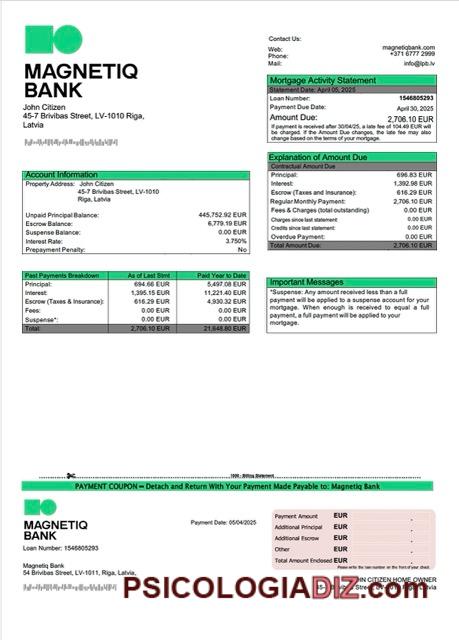 MAGNETIQ
BANK
John Citizen
45-7 Brivibas Street, LV-1010 Riga,
Latvia
Contact Us:
Web: magnetiqbank.com
Phone: +371 6777 2999
Mail: info@lpb.lv
Mortgage Activity Statement
Statement Date: April 05, 2025
Loan Number: 1546805293
Payment Due Date: April 30, 2025
Amount Due: 2,706.10 EUR
If payment is received after 30/04/25, a late fee of 104.49 EUR will
be charged. If the Amount Due changes, the late fee may also
change based on the terms of your mortgage.
Account Information
Property Address: John Citizen
45-7 Brivibas Street, LV-1010
Riga, Latvia
Unpaid Principal Balance: 445,752.92 EUR
Escrow Balance: 6,779.19 EUR
Suspense Balance: 0.00 EUR
Interest Rate: 3.750%
Prepayment Penalty: No
Explanation of Amount Due
Contractual Amount Due
Principal: 696.83 EUR
Interest: 1,392.98 EUR
Escrow (Taxes and Insurance): 616.29 EUR
Regular Monthly Payment: 2,706.10 EUR
Fees & Charges (total outstanding) 0.00 EUR
Charges since last statement: 0.00 EUR
Credits since last statement: 0.00 EUR
Overdue Payment: 0.00 EUR
Total Amount Due: 2,706.10 EUR
Past Payments Breakdown As of Last Stmt Paid Year to Date
Principal: 694.66 EUR 5,497.08 EUR
Interest: 1,395.15 EUR 11,221.40 EUR
Escrow (Taxes & Insurance): 616.29 EUR 4,930.32 EUR
Fees: 0.00 EUR 0.00 EUR
Suspense*: 0.00 EUR 0.00 EUR
Total: 2,706.10 EUR 21,648.80 EUR
Important Messages
*Suspense: Any amount received less than a full
payment will be applied to a suspense account for your
mortgage. When enough is received to equal a full
payment, a full payment will be applied to your
mortgage.
1000 - Billing Statement
PAYMENT COUPON – Detach and Return With Your Payment Made Payable to: Magnetiq Bank
MAGNETIQ
BANK
Loan Number: 1546805293
Payment Date: 05/04/2025
Payment Amount EUR
Additional Principal EUR
Additional Escrow EUR
Other EUR
Total Amount Enclosed EUR
Please write the loan number on the front of your check.
Magnetiq Bank
54 Brivibas Street, LV-1011, Riga, Latvia,
CITIZEN HOME OWNER
PSICOLOGIADIZ.com